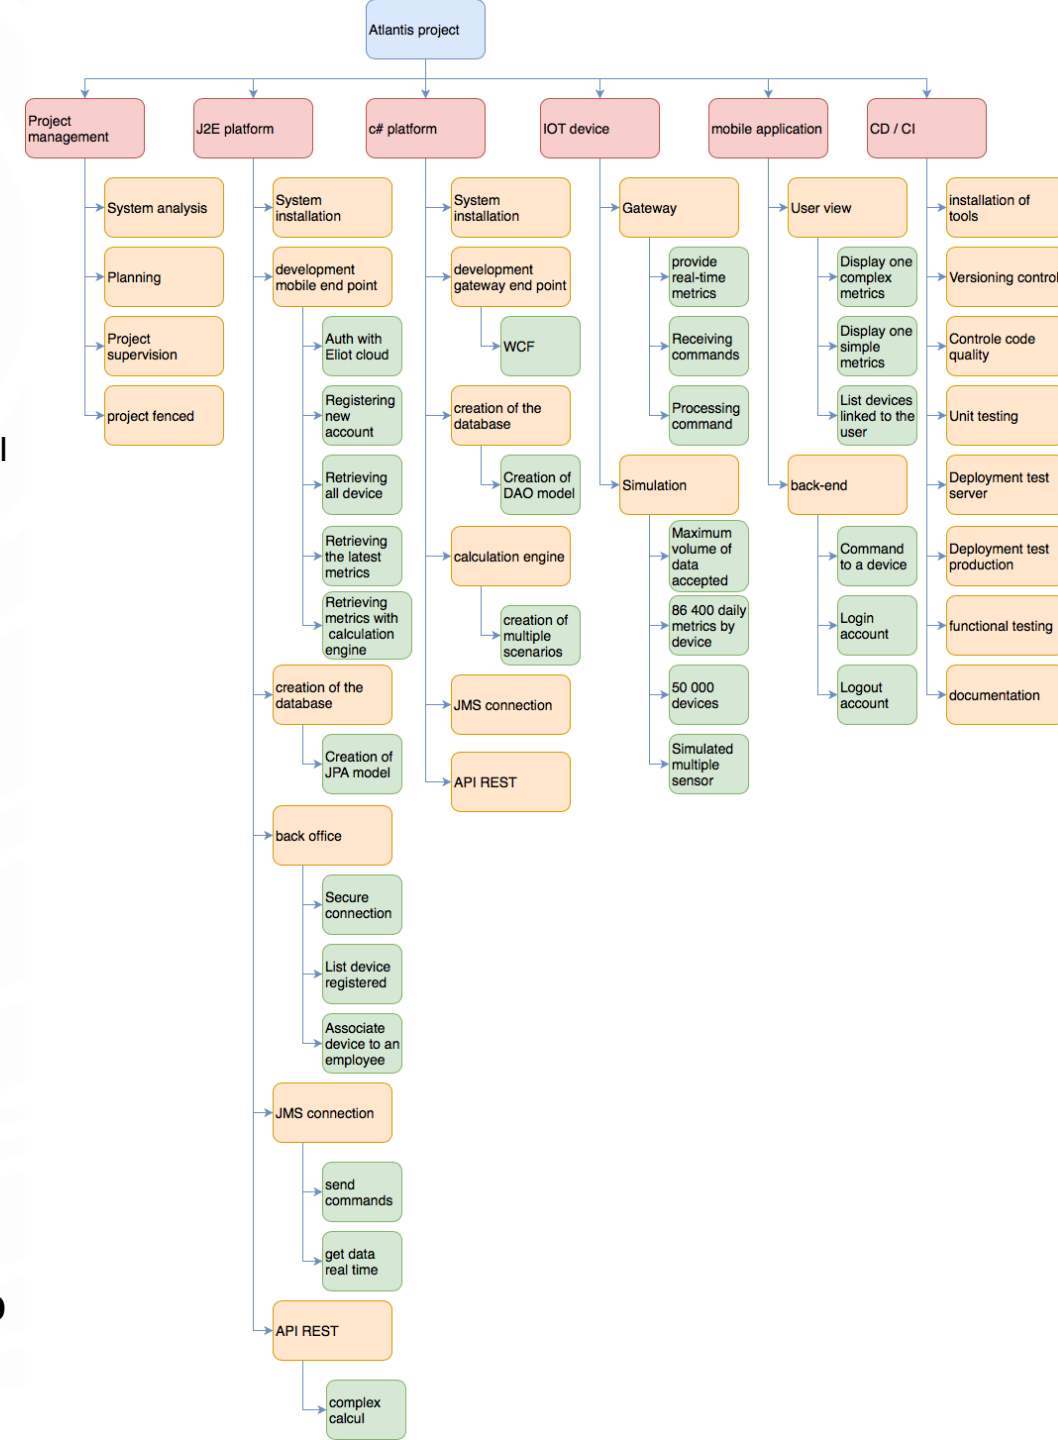 Atlantis project
Project
management
J2E platform
c# platform
IOT device
mobile application
CD / CI
System analysis
Planning
Project
supervision
project fenced
System
installation
development
mobile end point
Auth with
Eliot cloud
Registering
new
account
Retrieving
all device
Retrieving
the latest
metrics
Retrieving
metrics with
calculation
engine
creation of the
database
Creation of
JPA model
back office
Secure
connection
List device
registered
Associate
device to an
employee
JMS connection
send
commands
get data
real time
API REST
complex
calcul
System
installation
development
gateway end point
WCF
creation of the
database
Creation of
DAO model
calculation engine
creation of
multiple
scenarios
JMS connection
API REST
Gateway
provide
real-time
metrics
Receiving
commands
Processing
command
Simulation
Maximum
volume of
data
accepted
86 400 daily
metrics by
device
50 000
devices
Simulated
multiple
sensor
User view
Display one
complex
metrics
Display one
simple
metrics
List devices
linked to the
user
back-end
Command
to a device
Login
account
Logout
account
installation of
tools
Versioning control
Controle code
quality
Unit testing
Deployment test
server
Deployment test
production
functional testing
documentation